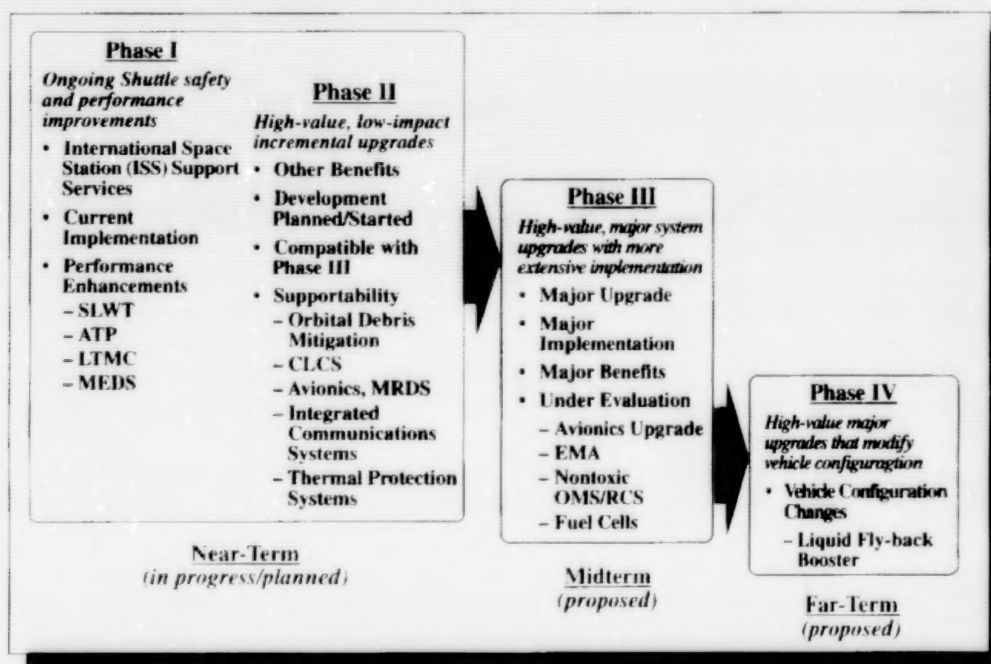 Phase I
Ongoing Shuttle safety
and performance
improvements
• International Space
Station (ISS) Support
Services
• Current
Implementation
• Performance
Enhancements
– SLWT
– ATP
– LTMC
– MEDS
Phase II
High-value, low-impact
incremental upgrades
• Other Benefits
• Development
Planned/Started
• Compatible with
Phase III
• Supportability
– Orbital Debris
Mitigation
– CLCS
– Avionics, MRDS
– Integrated
Communications
Systems
– Thermal Protection
Systems
Near-Term
(in progress/planned)
Phase III
High-value, major system
upgrades with more
extensive implementation
• Major Upgrade
• Major
Implementation
• Major Benefits
• Under Evaluation
– Avionics Upgrade
– EMA
– Nontoxic
OMS/RCS
– Fuel Cells
Midterm
(proposed)
Phase IV
High-value major
upgrades that modify
vehicle configuragtion
• Vehicle Configuration
Changes
– Liquid Fly-back
Booster
Far-Term
(proposed)